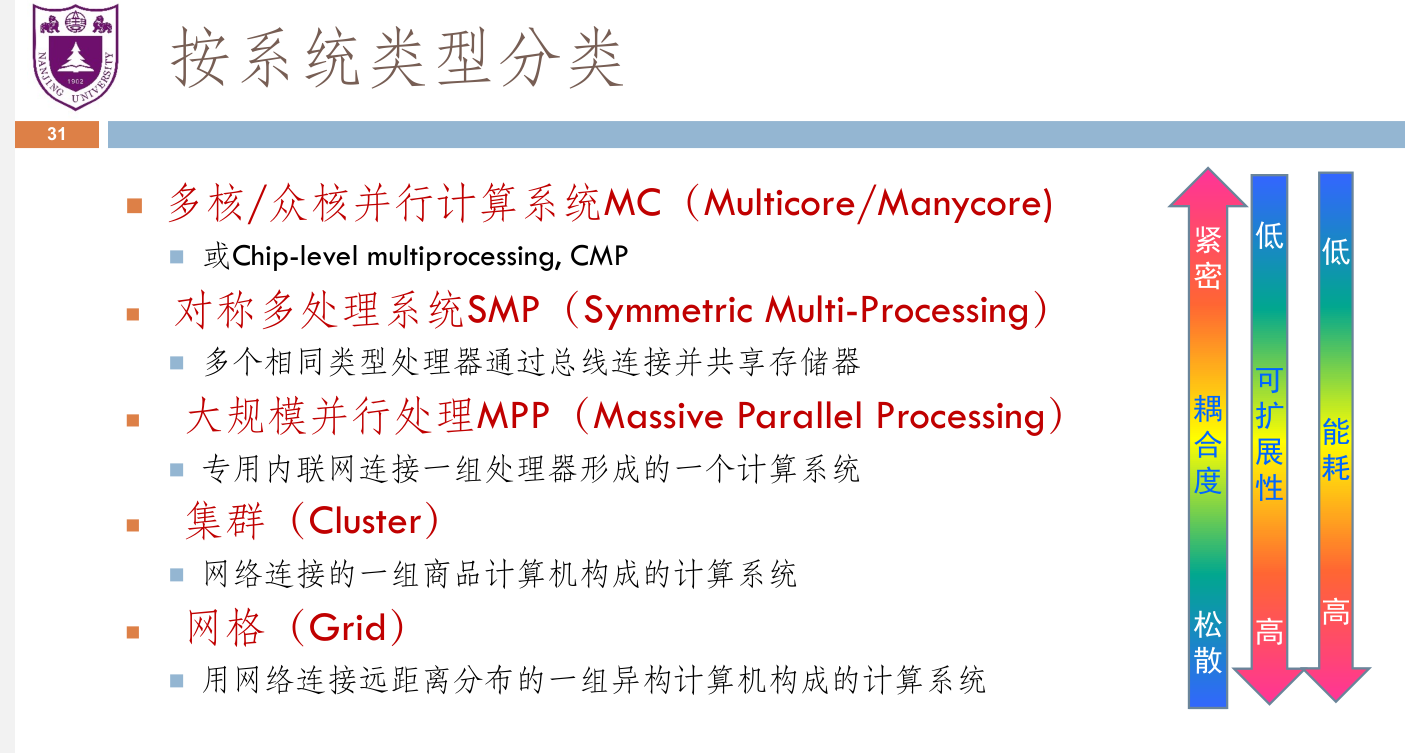 NANJING UNIVERSITY
1902
按系统类型分类
31
多核/众核并行计算系统MC（Multicore/Manycore)
或Chip-level multiprocessing, CMP
对称多处理系统SMP（Symmetric Multi-Processing）
多个相同类型处理器通过总线连接并共享存储器
大规模并行处理MPP（Massive Parallel Processing）
专用内联网连接一组处理器形成的一个计算系统
集群（Cluster）
网络连接的一组商品计算机构成的计算系统
网格（Grid）
用网络连接远距离分布的一组异构计算机构成的计算系统
紧密
耦合度
松散
低
可扩展性
高
低
能耗
高